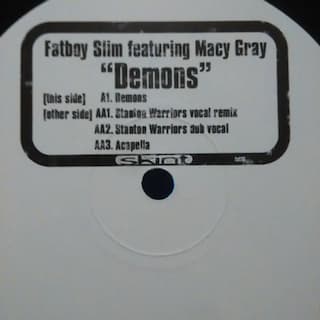 Fatboy Slim featuring Macy Gray
"Demons"
[this side] A1. Demons
[other side] AA1. Stanton Warriors vocal remix
AA2. Stanton Warriors dub vocal
AA3. Acapella
skint